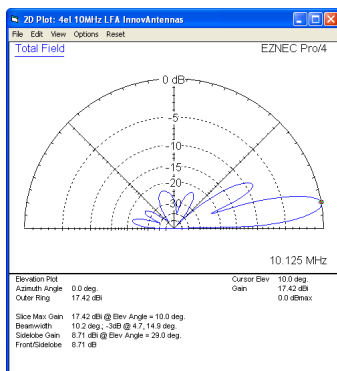 2D Plot: 4el 10MHz LFA InnovAntennas
File Edit View Options Reset
Total Field
EZNEC Pro/4
0 dB
-5
-10
-15
-20
-30
10.125 MHz
Elevation Plot
Cursor Elev 10.0 deg.
Azimuth Angle 0.0 deg.
Gain 17.42 dBi
Outer Ring 17.42 dBi
0.0 dBmax
Slice Max Gain 17.42 dBi @ Elev Angle = 10.0 deg.
Beamwidth 10.2 deg.; -3dB @ 4.7, 14.9 deg.
Sidelobe Gain 8.71 dBi @ Elev Angle = 29.0 deg.
Front/Sidelobe 8.71 dB